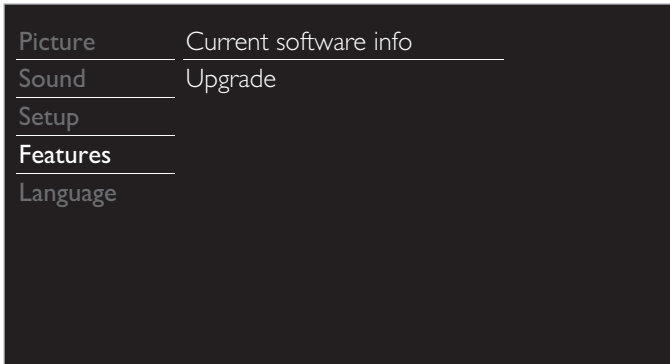 Picture
Sound
Setup
Features
Language
Current software info
Upgrade